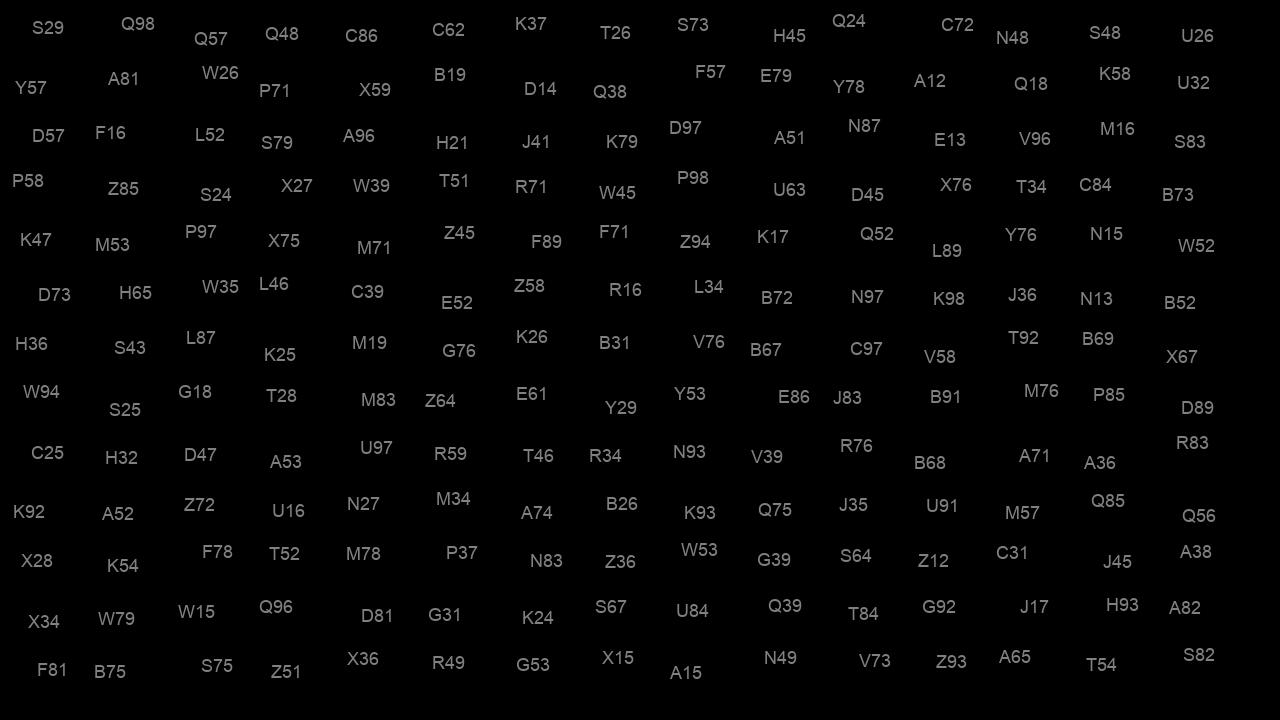 S29 Q98 Q57 Q48 C86 C62 K37 T26 S73 H45 Q24 C72 N48 S48 U26
Y57 A81 W26 P71 X59 B19 D14 Q38 F57 E79 Y78 A12 Q18 K58 U32
D57 F16 L52 S79 A96 H21 J41 K79 D97 A51 N87 E13 V96 M16 S83
P58 Z85 S24 X27 W39 T51 R71 W45 P98 U63 D45 X76 T34 C84 B73
K47 M53 P97 X75 M71 Z45 F89 F71 Z94 K17 Q52 L89 Y76 N15 W52
D73 H65 W35 L46 C39 E52 Z58 R16 L34 B72 N97 K98 J36 N13 B52
H36 S43 L87 K25 M19 G76 K26 B31 V76 B67 C97 V58 T92 B69 X67
W94 S25 G18 T28 M83 Z64 E61 Y29 Y53 E86 J83 B91 M76 P85 D89
C25 H32 D47 A53 U97 R59 T46 R34 N93 V39 R76 B68 A71 A36 R83
K92 A52 Z72 U16 N27 M34 A74 B26 K93 Q75 J35 U91 M57 Q85 Q56
X28 K54 F78 T52 M78 P37 N83 Z36 W53 G39 S64 Z12 C31 J45 A38
X34 W79 W15 Q96 D81 G31 K24 S67 U84 Q39 T84 G92 J17 H93 A82
F81 B75 S75 Z51 X36 R49 G53 X15 A15 N49 V73 Z93 A65 T54 S82